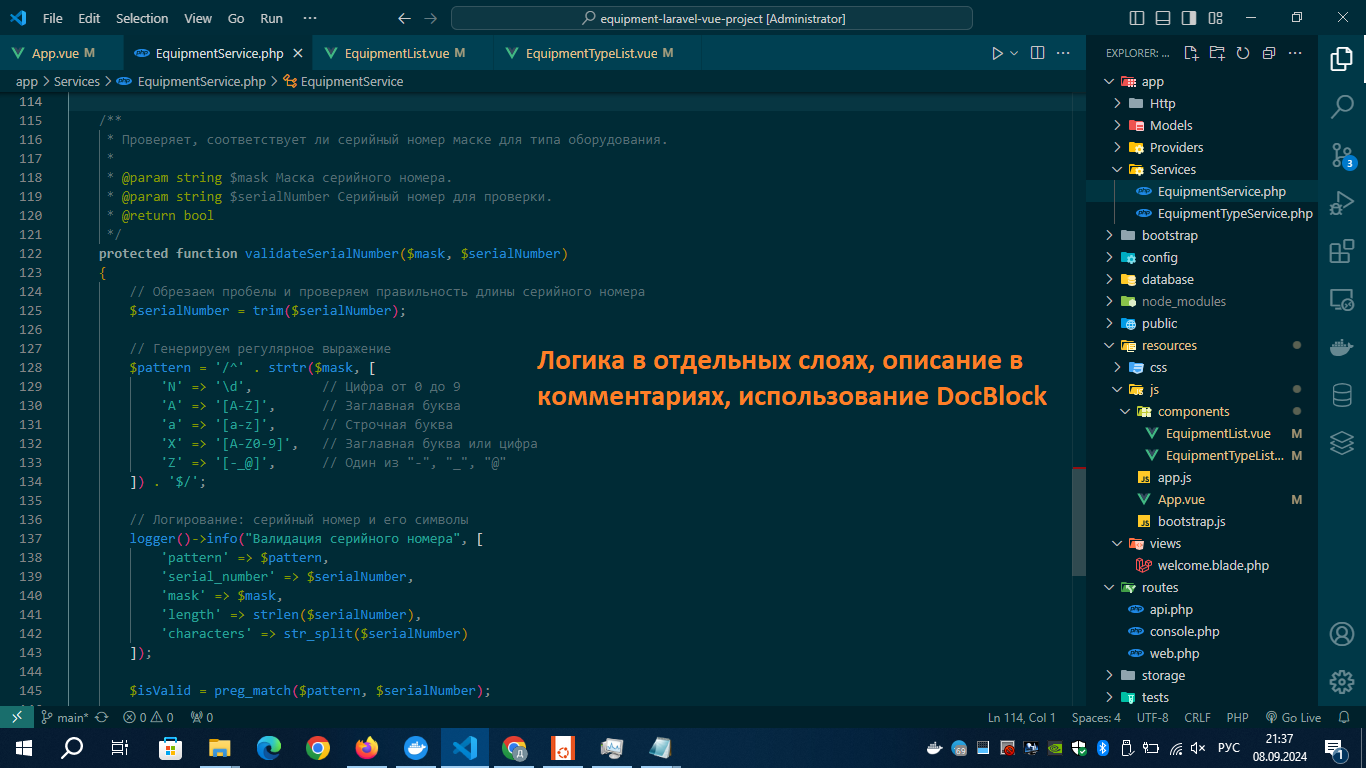 File Edit Selection View Go Run ···
equipment-laravel-vue-project [Administrator]
App.vue M
EquipmentService.php
EquipmentList.vue M
EquipmentTypeList.vue M
app > Services > EquipmentService.php > EquipmentService
114
115 /**
116 * Проверяет, соответствует ли серийный номер маске для типа оборудования.
117 *
118 * @param string $mask Маска серийного номера.
119 * @param string $serialNumber Серийный номер для проверки.
120 * @return bool
121 */
122 protected function validateSerialNumber($mask, $serialNumber)
123 {
124 // Обрезаем пробелы и проверяем правильность длины серийного номера
125 $serialNumber = trim($serialNumber);
126
127 // Генерируем регулярное выражение
128 $pattern = '/^' . strtr($mask, [
129 'N' => '\d', // Цифра от 0 до 9
130 'A' => '[A-Z]', // Заглавная буква
131 'a' => '[a-z]', // Строчная буква
132 'X' => '[A-Z0-9]', // Заглавная буква или цифра
133 'Z' => '[-_@]', // Один из "-", "_", "@"
134 ]) . '$/';
135
136 // Логирование: серийный номер и его символы
137 logger()->info("Валидация серийного номера", [
138 'pattern' => $pattern,
139 'serial_number' => $serialNumber,
140 'mask' => $mask,
141 'length' => strlen($serialNumber),
142 'characters' => str_split($serialNumber)
143 ]);
144
145 $isValid = preg_match($pattern, $serialNumber);
Логика в отдельных слоях, описание в
комментариях, использование DocBlock
EXPLORER: ...
app
Http
Models
Providers
Services
EquipmentService.php
EquipmentTypeService.php
bootstrap
config
database
node_modules
public
resources
css
js
components
EquipmentList.vue M
EquipmentTypeList... M
app.js
App.vue M
bootstrap.js
views
welcome.blade.php
routes
api.php
console.php
web.php
storage
tests
3
main* 0 0 0
Ln 114, Col 1 Spaces: 4 UTF-8 CRLF PHP Go Live
РУС
21:37
08.09.2024
1